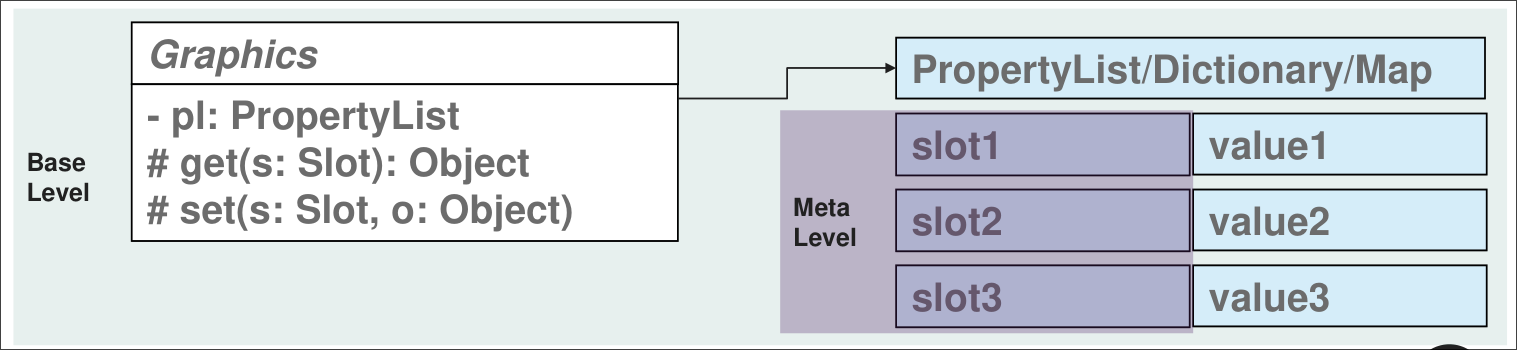 Graphics
- pl: PropertyList
# get(s: Slot): Object
# set(s: Slot, o: Object)
Base
Level
PropertyList/Dictionary/Map
slot1 value1
slot2 value2
slot3 value3
Meta
Level